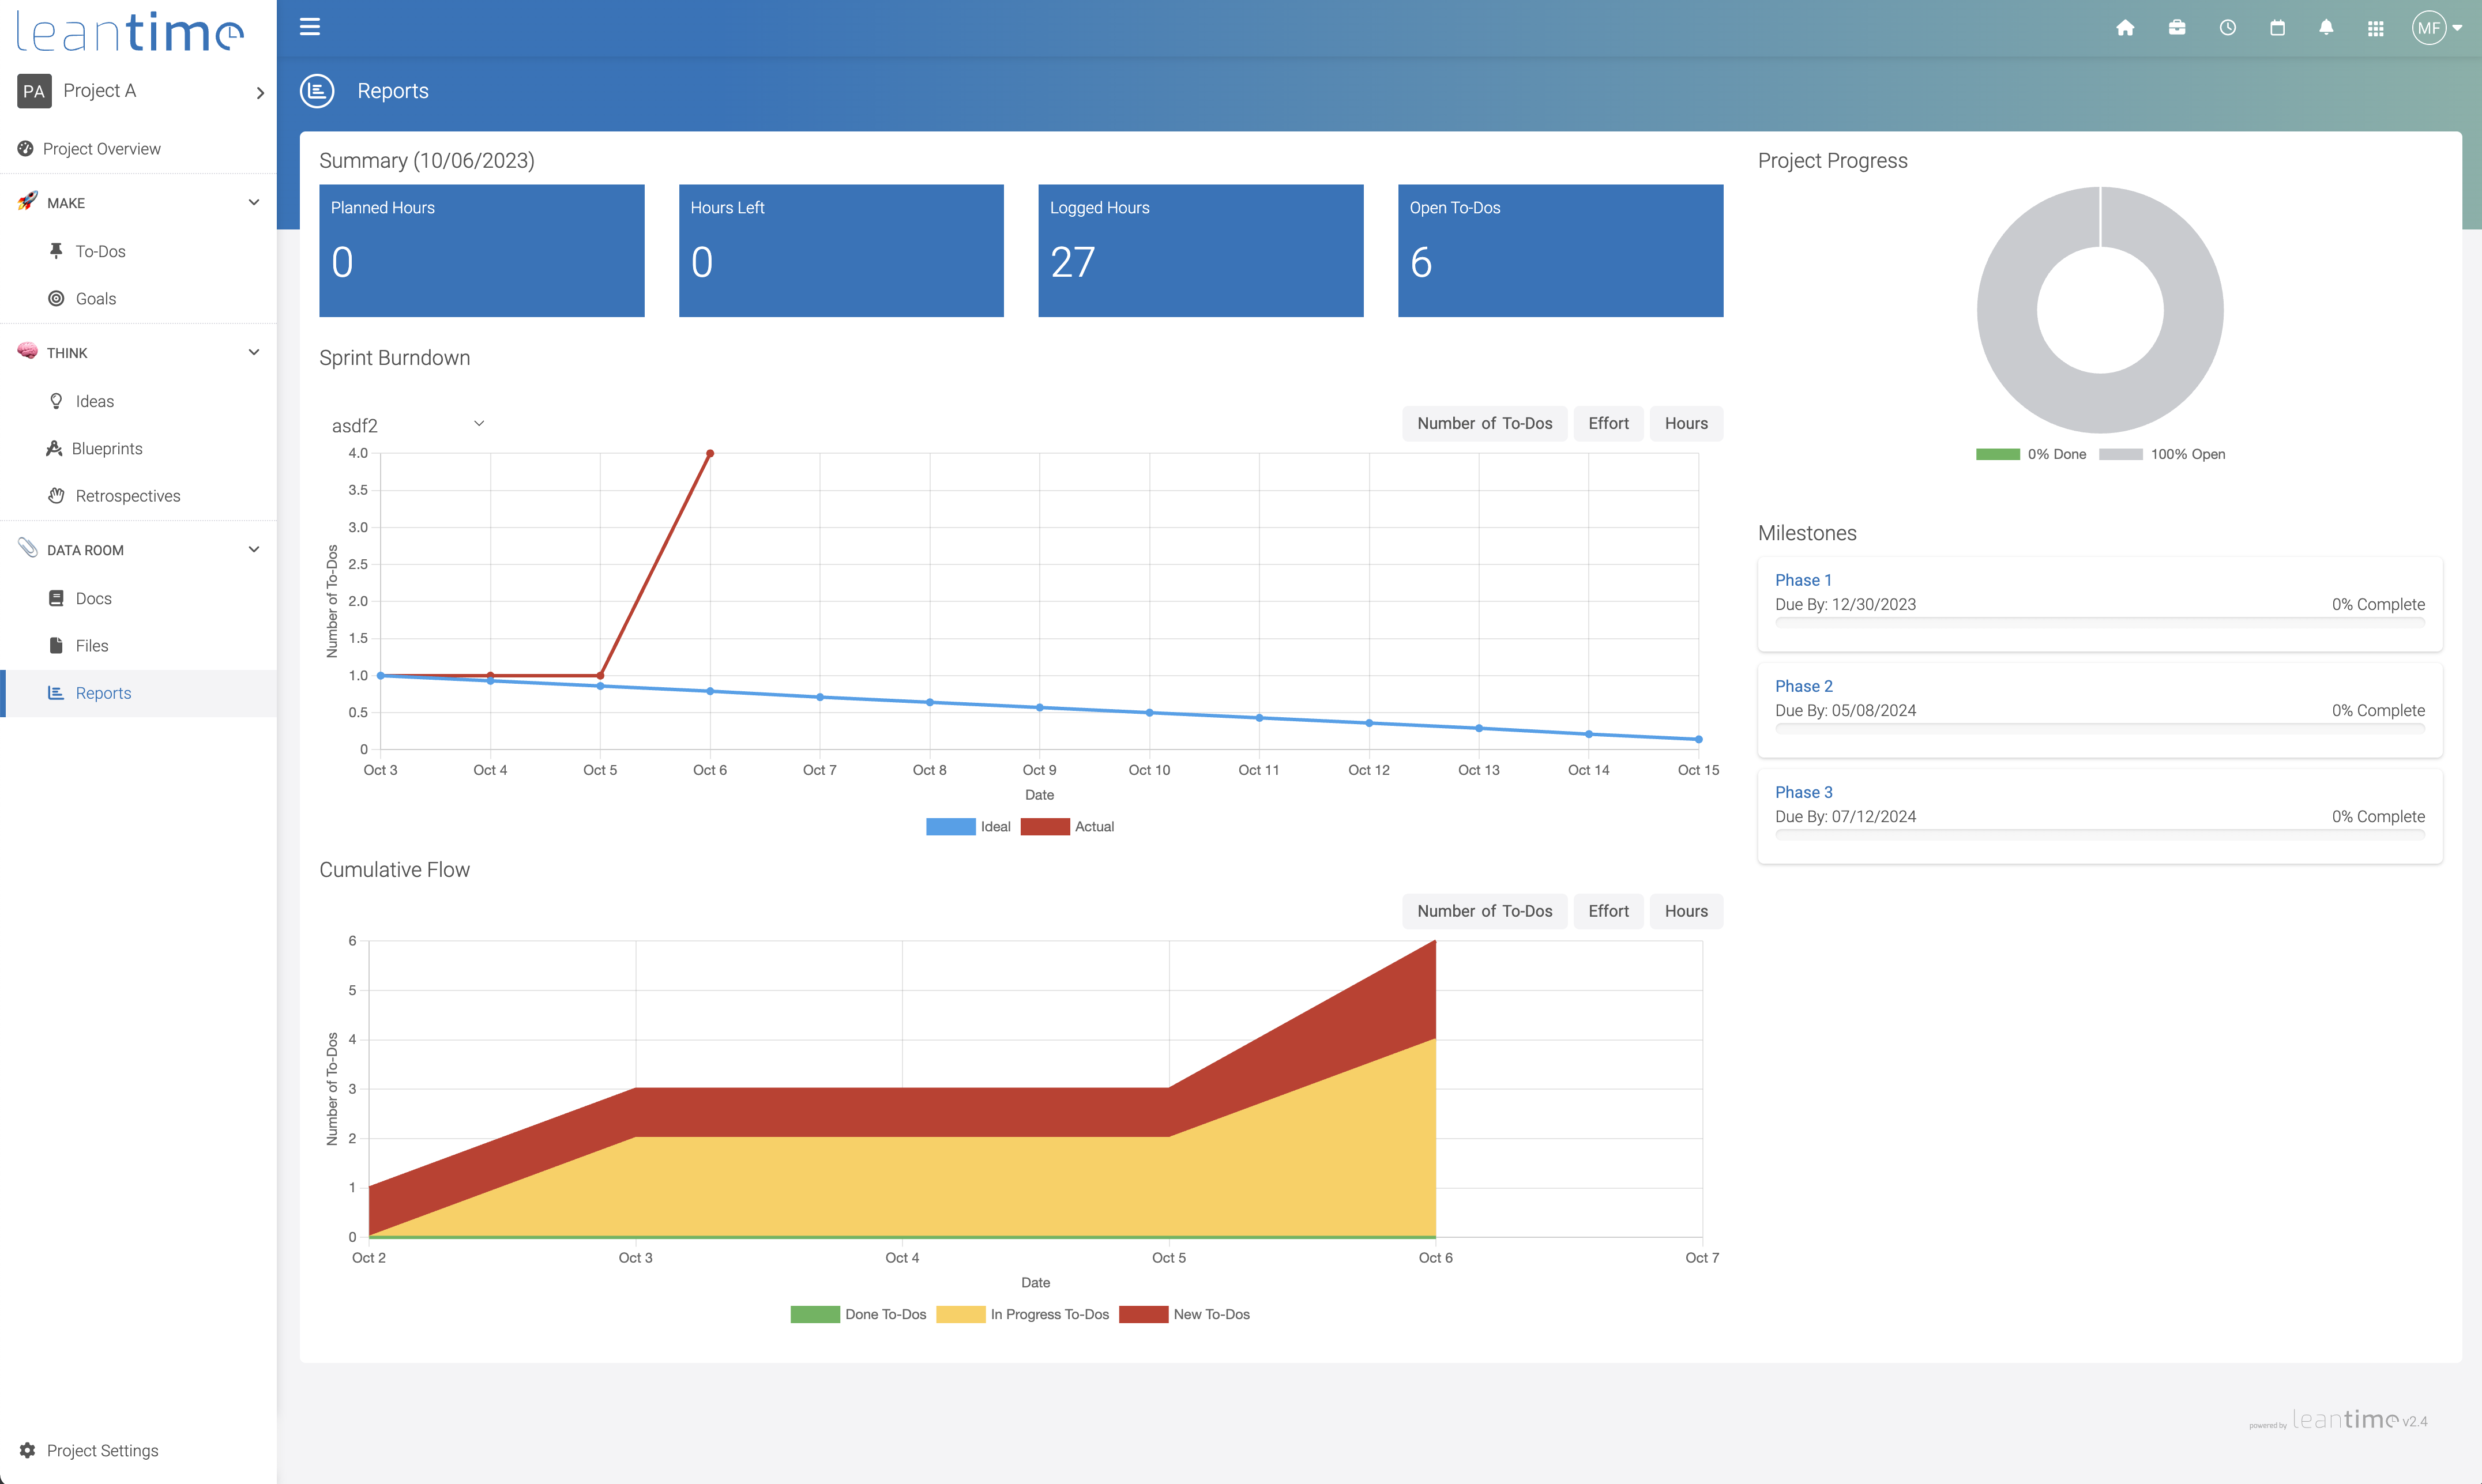 leantime
PA Project A
Project Overview
MAKE
To-Dos
Goals
THINK
Ideas
Blueprints
Retrospectives
DATA ROOM
Docs
Files
Reports
Project Settings
MF
Reports
Summary (10/06/2023)
Planned Hours
0
Hours Left
0
Logged Hours
27
Open To-Dos
6
Sprint Burndown
asdf2
Number of To-Dos Effort Hours
Number of To-Dos
4.0
3.5
3.0
2.5
2.0
1.5
1.0
0.5
0
Oct 3 Oct 4 Oct 5 Oct 6 Oct 7 Oct 8 Oct 9 Oct 10 Oct 11 Oct 12 Oct 13 Oct 14 Oct 15
Date
Ideal Actual
Cumulative Flow
Number of To-Dos Effort Hours
Number of To-Dos
6
5
4
3
2
1
0
Oct 2 Oct 3 Oct 4 Oct 5 Oct 6 Oct 7
Date
Done To-Dos In Progress To-Dos New To-Dos
Project Progress
0% Done 100% Open
Milestones
Phase 1
Due By: 12/30/2023 0% Complete
Phase 2
Due By: 05/08/2024 0% Complete
Phase 3
Due By: 07/12/2024 0% Complete
powered by leantime v2.4